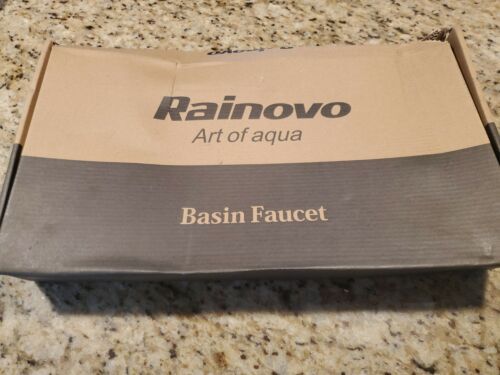 Rainovo
Art of aqua
Basin Faucet